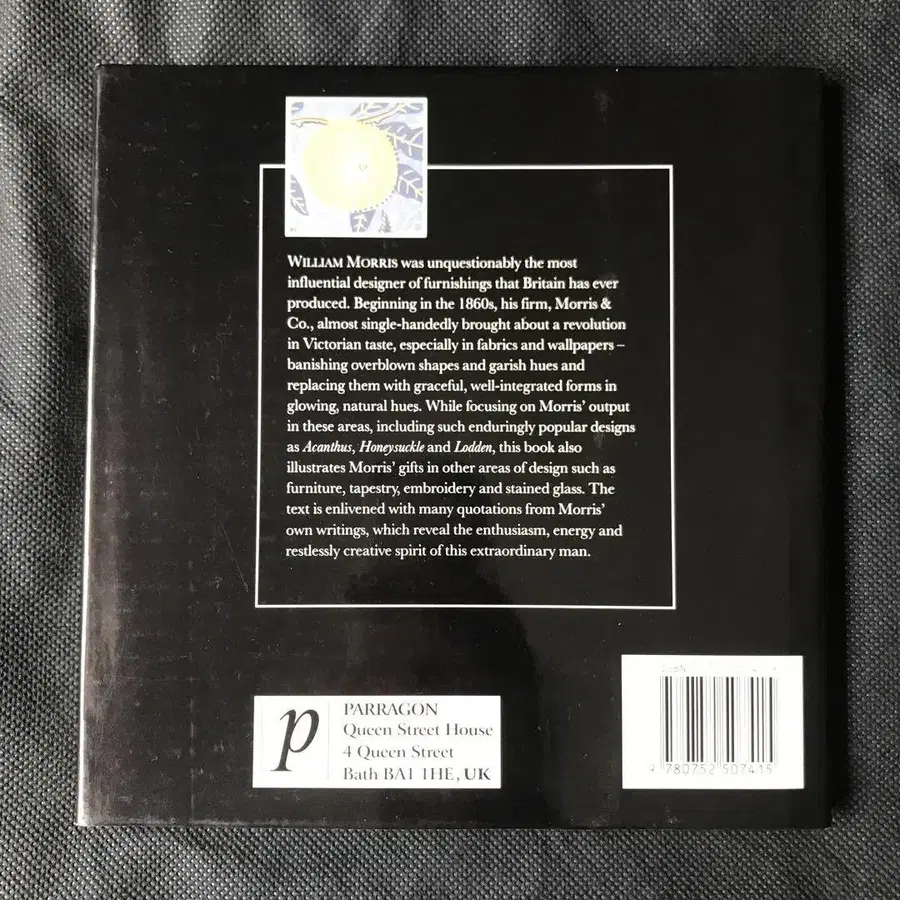 WILLIAM MORRIS was unquestionably the most
influential designer of furnishings that Britain has ever
produced. Beginning in the 1860s, his firm, Morris &
Co., almost single-handedly brought about a revolution
in Victorian taste, especially in fabrics and wallpapers –
banishing overblown shapes and garish hues and
replacing them with graceful, well-integrated forms in
glowing, natural hues. While focusing on Morris' output
in these areas, including such enduringly popular designs
as Acanthus, Honeysuckle and Lodden, this book also
illustrates Morris' gifts in other areas of design such as
furniture, tapestry, embroidery and stained glass. The
text is enlivened with many quotations from Morris'
own writings, which reveal the enthusiasm, energy and
restlessly creative spirit of this extraordinary man.
p
PARRAGON
Queen Street House
4 Queen Street
Bath BA1 1HE, UK
9 780752 507415